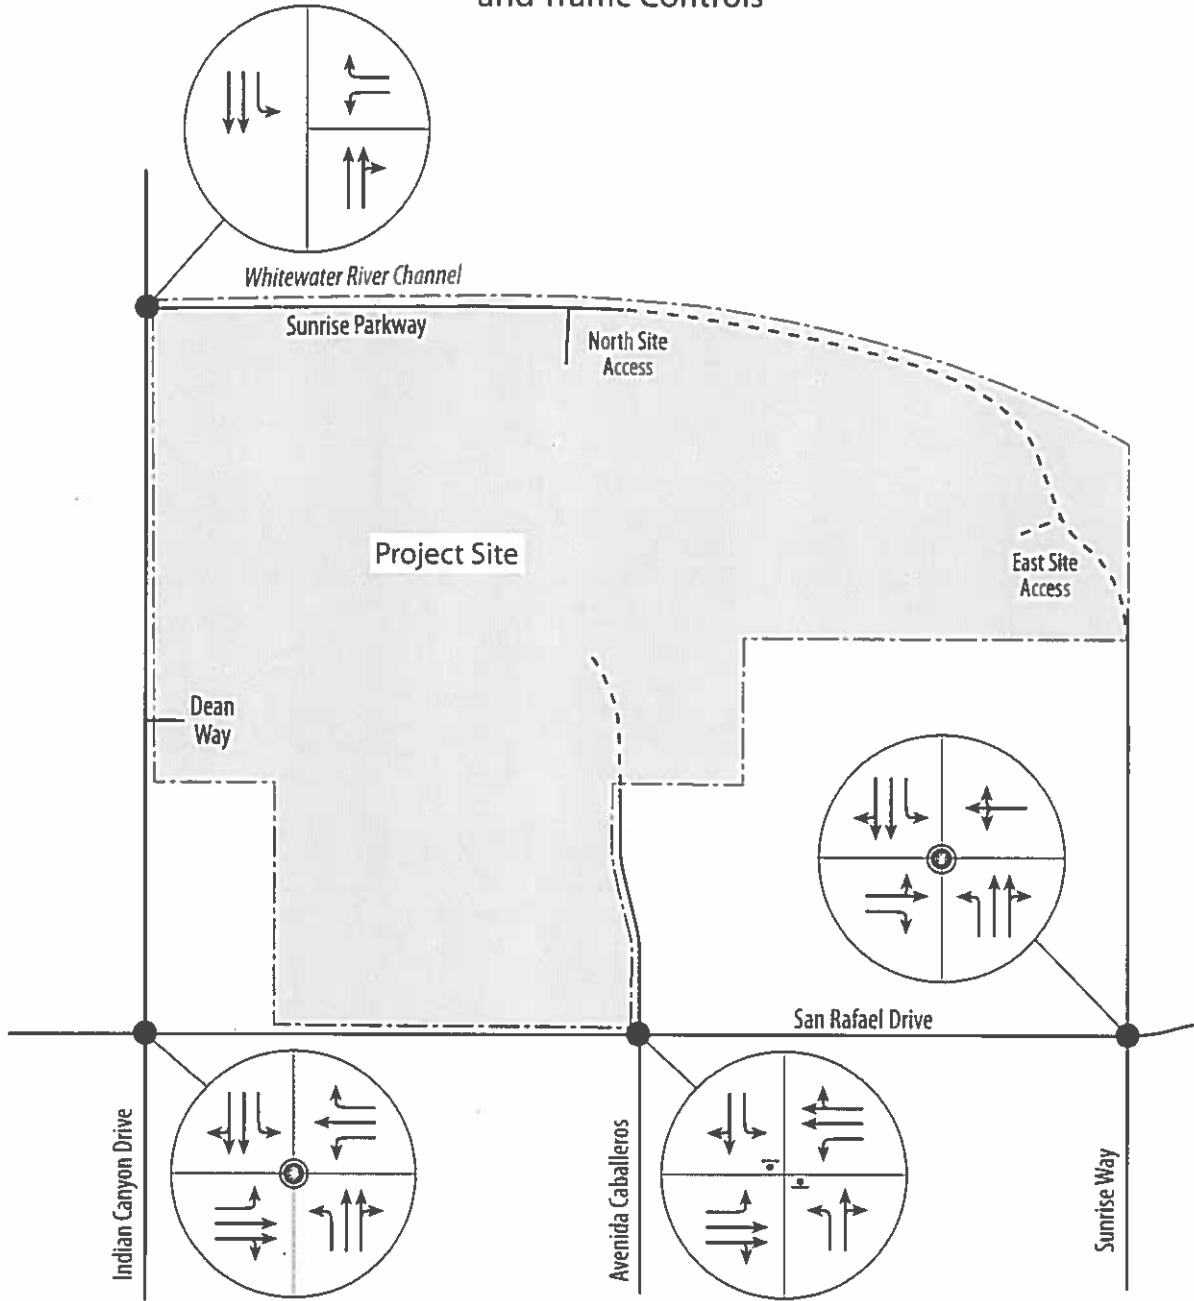 and Traffic Controls
Whitewater River Channel
Sunrise Parkway
North Site
Access
Project Site
East Site
Access
Dean
Way
San Rafael Drive
Indian Canyon Drive
Avenida Caballeros
Sunrise Way